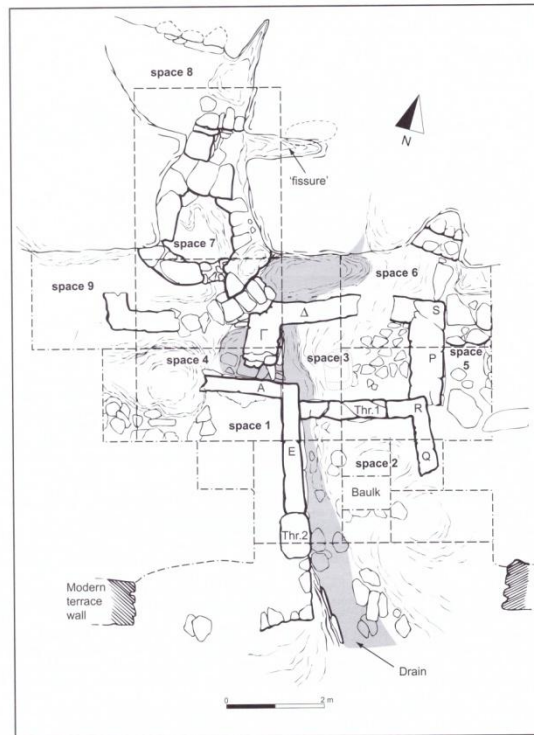 space 8
N
'fissure'
space 7
space 6
space 9
Δ
S
Γ
space 4
space 3
P
space 5
A
Thr.1
R
space 1
E
space 2
Q
Baulk
Thr.2
Modern
terrace
wall
Drain
0 2 m